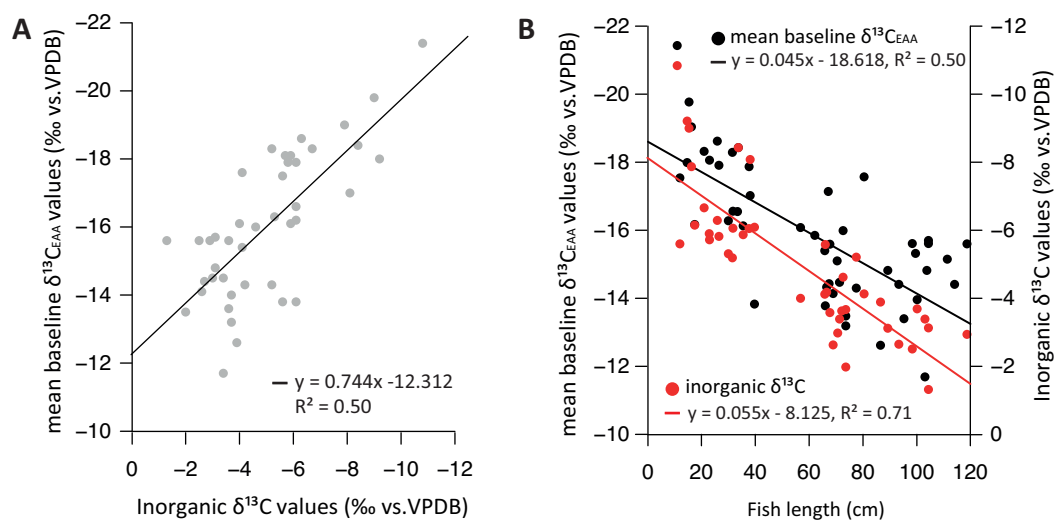 A
mean baseline δ¹³CEAA values (‰ vs.VPDB)
−22
−20
−18
−16
−14
−12
−10
0
−2
−4
−6
−8
−10
−12
Inorganic δ¹³C values (‰ vs.VPDB)
y = 0.744x -12.312
R² = 0.50
B
mean baseline δ¹³CEAA values (‰ vs.VPDB)
−22
−20
−18
−16
−14
−12
−10
mean baseline δ¹³CEAA
y = 0.045x - 18.618, R² = 0.50
inorganic δ¹³C
y = 0.055x - 8.125, R² = 0.71
0
20
40
60
80
100
120
Fish length (cm)
−12
−10
−8
−6
−4
−2
0
Inorganic δ¹³C values (‰ vs.VPDB)